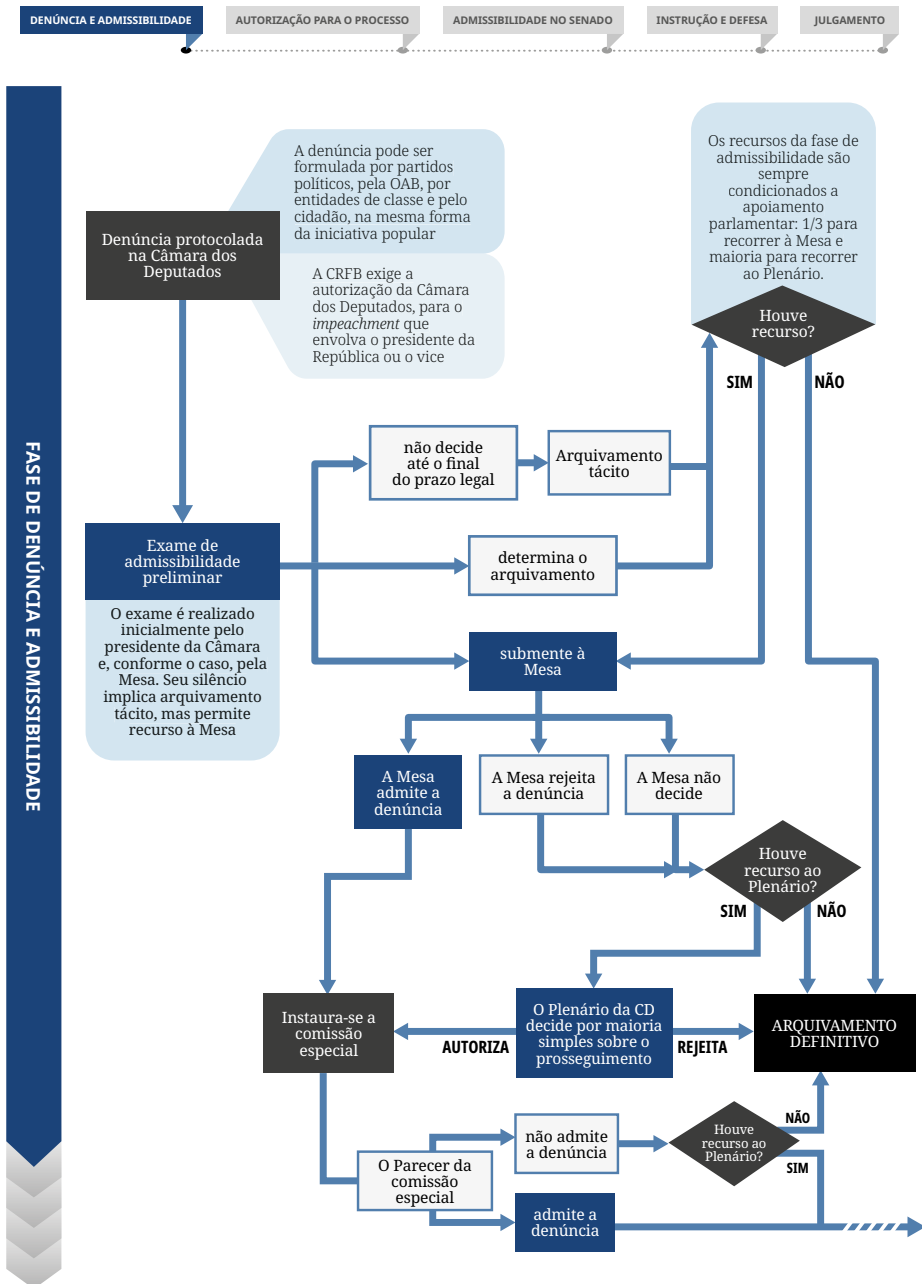 DENÚNCIA E ADMISSIBILIDADE
AUTORIZAÇÃO PARA O PROCESSO
ADMISSIBILIDADE NO SENADO
INSTRUÇÃO E DEFESA
JULGAMENTO
FASE DE DENÚNCIA E ADMISSIBILIDADE
A denúncia pode ser
formulada por partidos
políticos, pela OAB, por
entidades de classe e pelo
cidadão, na mesma forma
da iniciativa popular
Denúncia protocolada
na Câmara dos
Deputados
A CRFB exige a
autorização da Câmara
dos Deputados, para o
impeachment que
envolva o presidente da
República ou o vice
Os recursos da fase de
admissibilidade são
sempre
condicionados a
apoiamento
parlamentar: 1/3 para
recorrer à Mesa e
maioria para recorrer
ao Plenário.
Houve
recurso?
SIM
NÃO
não decide
até o final
do prazo legal
Arquivamento
tácito
Exame de
admissibilidade
preliminar
determina o
arquivamento
O exame é realizado
inicialmente pelo
presidente da Câmara
e, conforme o caso, pela
Mesa. Seu silêncio
implica arquivamento
tácito, mas permite
recurso à Mesa
submente à
Mesa
A Mesa
admite a
denúncia
A Mesa rejeita
a denúncia
A Mesa não
decide
Houve
recurso ao
Plenário?
SIM
NÃO
Instaura-se a
comissão
especial
AUTORIZA
O Plenário da CD
decide por maioria
simples sobre o
prosseguimento
REJEITA
ARQUIVAMENTO
DEFINITIVO
O Parecer da
comissão
especial
não admite
a denúncia
Houve
recurso ao
Plenário?
NÃO
SIM
admite a
denúncia